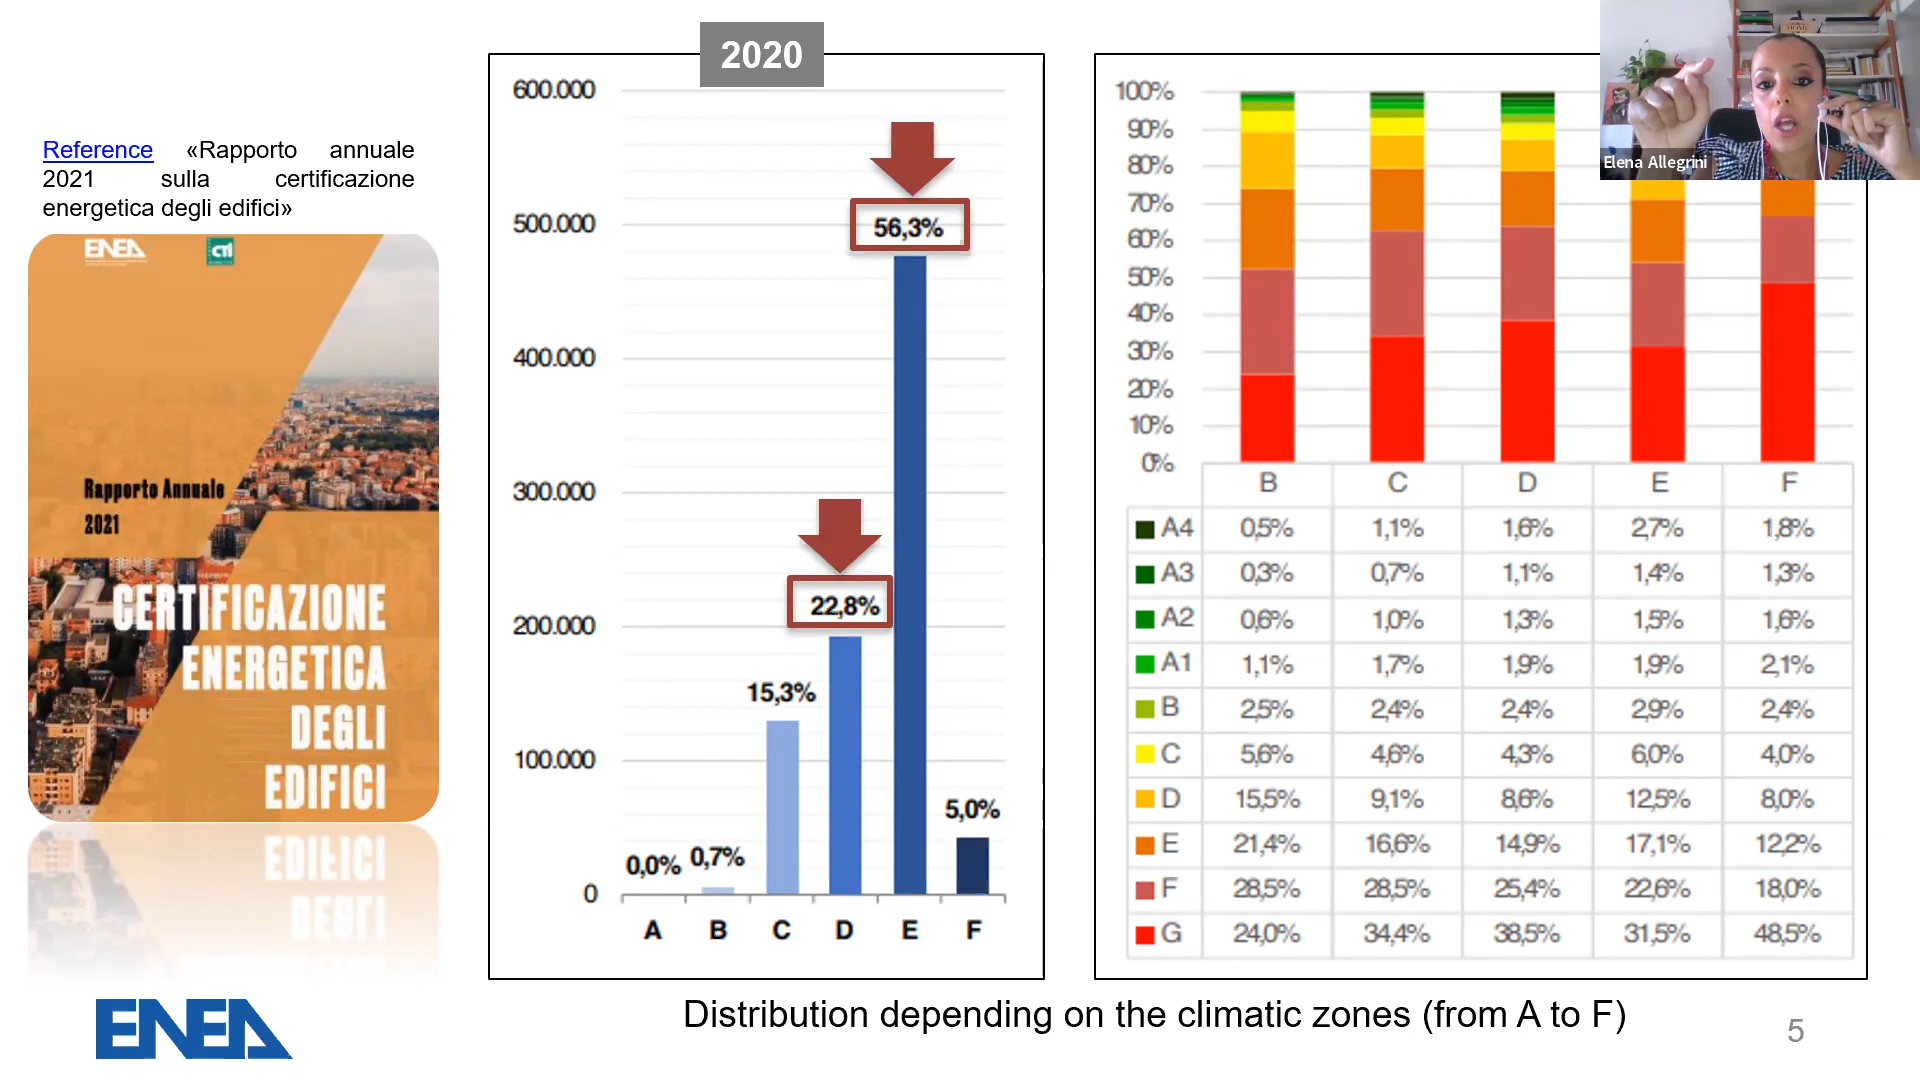 2020
Reference «Rapporto annuale
2021 sulla certificazione
energetica degli edifici»
ENEA
CTI
Rapporto Annuale
2021
CERTIFICAZIONE
ENERGETICA
DEGLI
EDIFICI
ENEA
600.000
500.000
400.000
300.000
200.000
100.000
0
56,3%
22,8%
15,3%
5,0%
0,0% 0,7%
A B C D E F
100%
90%
80%
70%
60%
50%
40%
30%
20%
10%
0%
B C D E F
A4 0,5% 1,1% 1,6% 2,7% 1,8%
A3 0,3% 0,7% 1,1% 1,4% 1,3%
A2 0,6% 1,0% 1,3% 1,5% 1,6%
A1 1,1% 1,7% 1,9% 1,9% 2,1%
B 2,5% 2,4% 2,4% 2,9% 2,4%
C 5,6% 4,6% 4,3% 6,0% 4,0%
D 15,5% 9,1% 8,6% 12,5% 8,0%
E 21,4% 16,6% 14,9% 17,1% 12,2%
F 28,5% 28,5% 25,4% 22,6% 18,0%
G 24,0% 34,4% 38,5% 31,5% 48,5%
Elena Allegrini
Distribution depending on the climatic zones (from A to F)
5